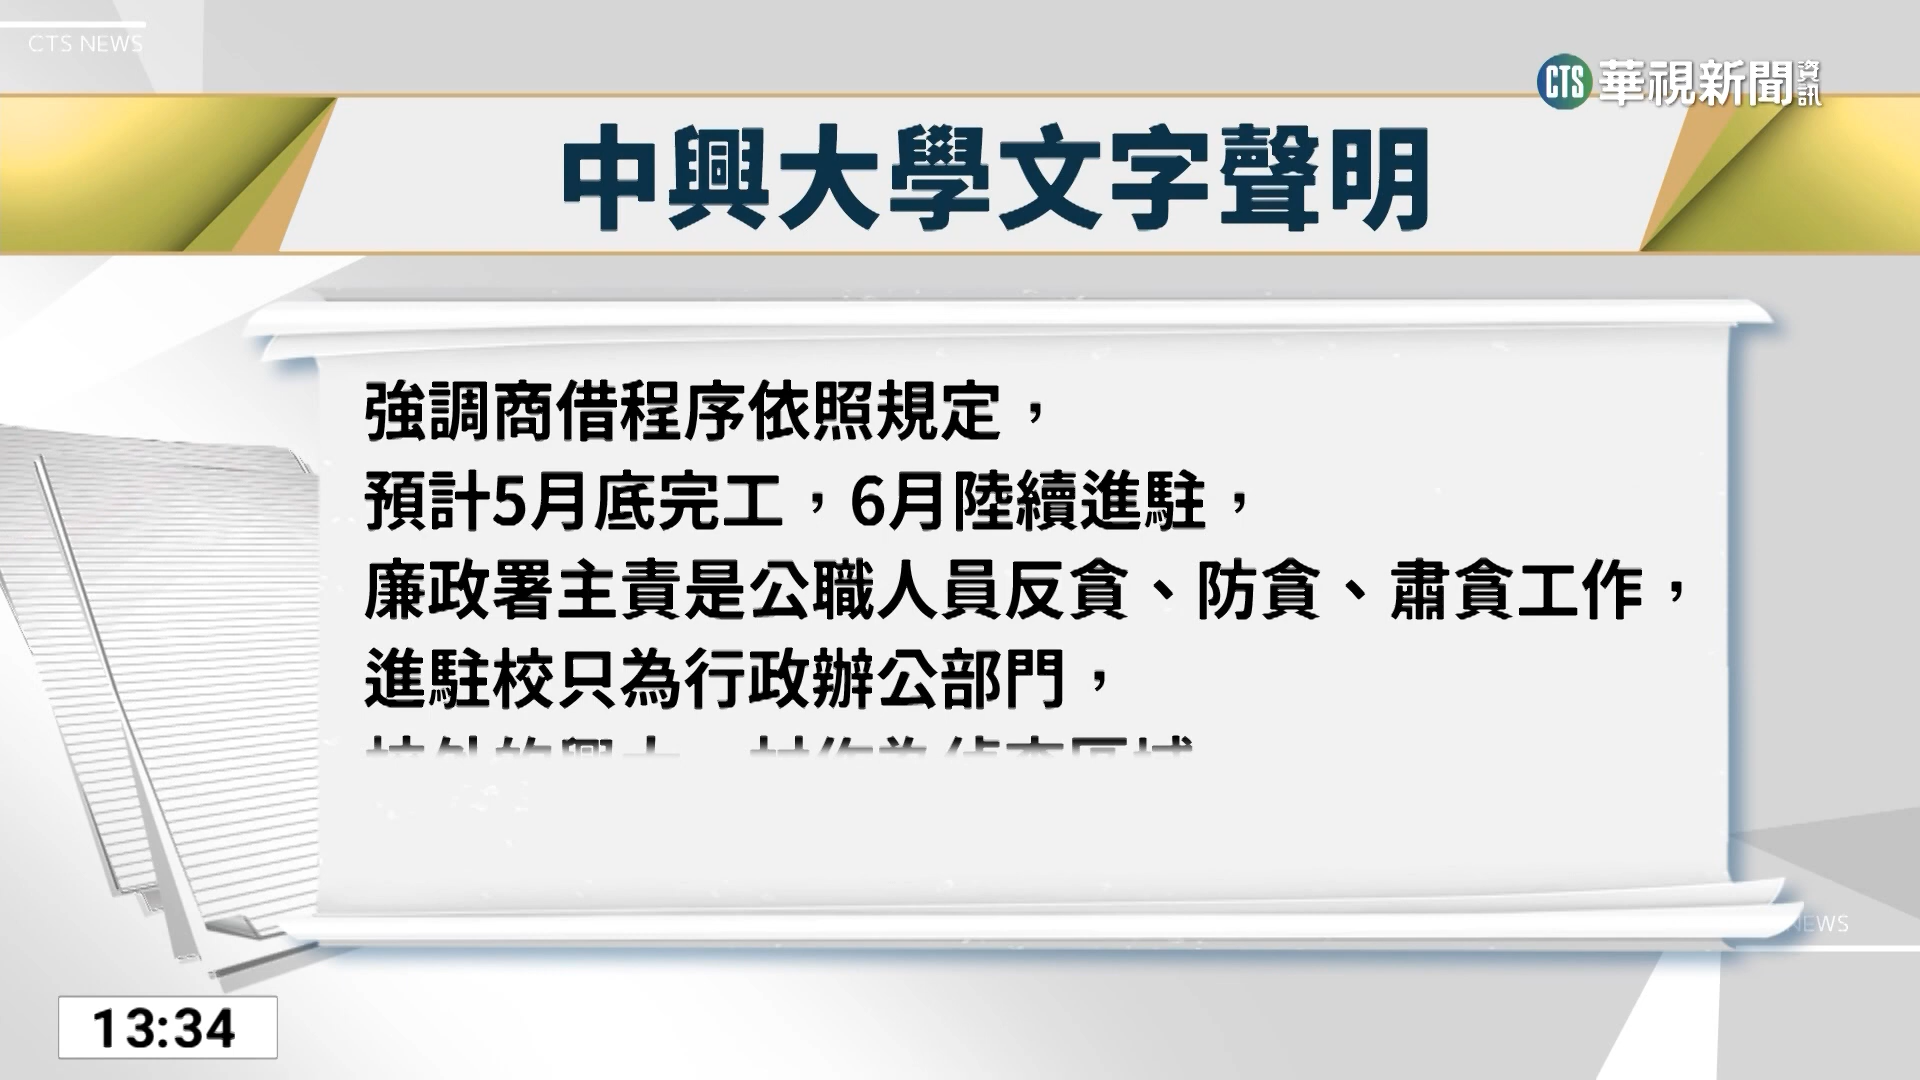 CTS NEWS
CTS 華視新聞資訊
中興大學文字聲明
強調商借程序依照規定，
預計5月底完工，6月陸續進駐，
廉政署主責是公職人員反貪、防貪、肅貪工作，
進駐校只為行政辦公部門，
NEWS
13:34